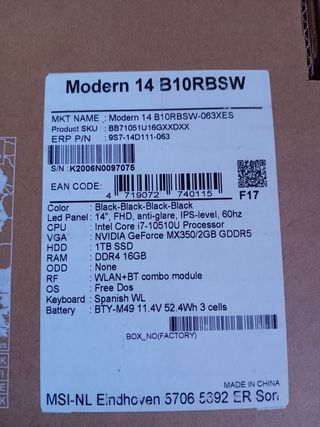 Modern 14 B10RBSW
MKT NAME : Modern 14 B10RBSW-063XES
Product SKU : BB71051U16GXXDXX
ERP P/N : 9S7-14D111-063
S/N : K2006N0097075
EAN CODE:
4 719072 740115
F17
Color : Black-Black-Black-Black
Led Panel : 14", FHD, anti-glare, IPS-level, 60hz
CPU : Intel Core i7-10510U Processor
VGA : NVIDIA GeForce MX350/2GB GDDR5
HDD : 1TB SSD
RAM : DDR4 16GB
ODD : None
RF : WLAN+BT combo module
OS : Free Dos
Keyboard : Spanish WL
Battery : BTY-M49 11.4V 52.4Wh 3 cells
BOX_NO(FACTORY)
MADE IN CHINA
MSI-NL Eindhoven 5706 5692 ER Son